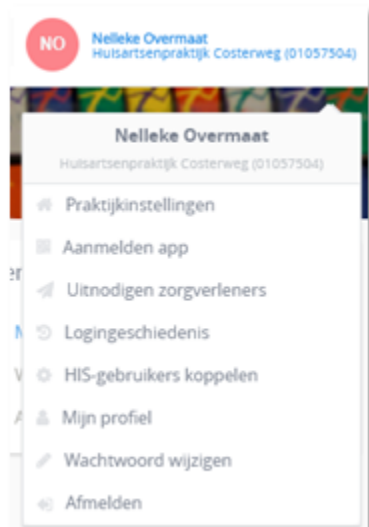 NO
Nelleke Overmaat
Huisartsenpraktijk Costerweg (01057504)
Nelleke Overmaat
Huisartsenpraktijk Costerweg (01057504)
Praktijkinstellingen
Aanmelden app
er
Uitnodigen zorgverleners
Logingeschiedenis
HIS-gebruikers koppelen
Mijn profiel
Wachtwoord wijzigen
Afmelden